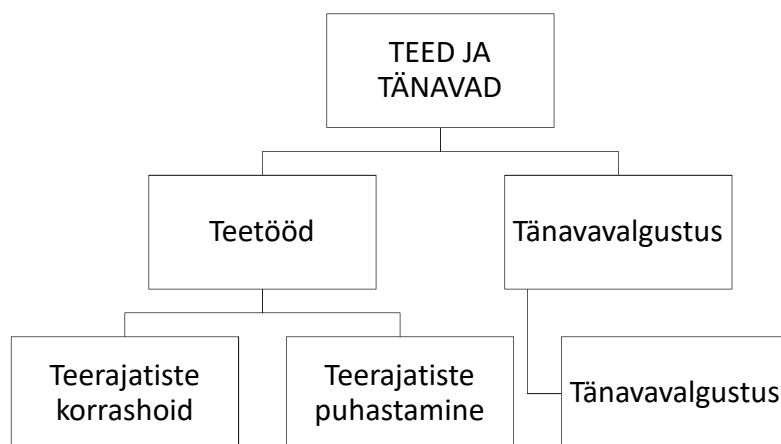 TEED JA
TÄNAVAD
Teetööd
Tänavavalgustus
Teerajatiste
korrashoid
Teerajatiste
puhastamine
Tänavavalgustus